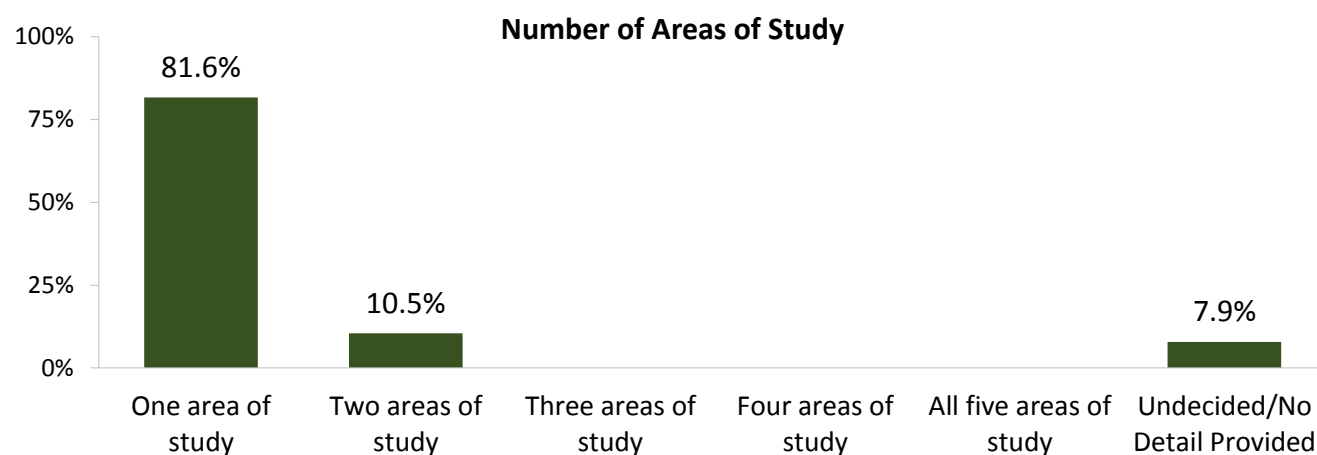 Number of Areas of Study
100%
75%
50%
25%
0%
81.6%
10.5%
7.9%
One area of
study
Two areas of
study
Three areas of
study
Four areas of
study
All five areas of
study
Undecided/No
Detail Provided